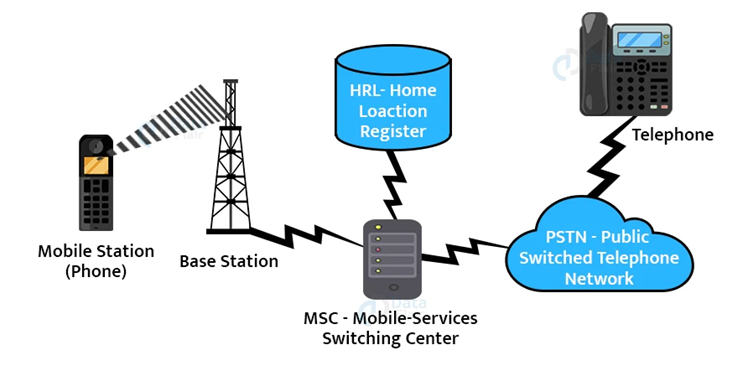 HRL- Home
Loaction
Register
Telephone
Mobile Station
(Phone)
Base Station
PSTN - Public
Switched Telephone
Network
MSC - Mobile-Services
Switching Center
Data